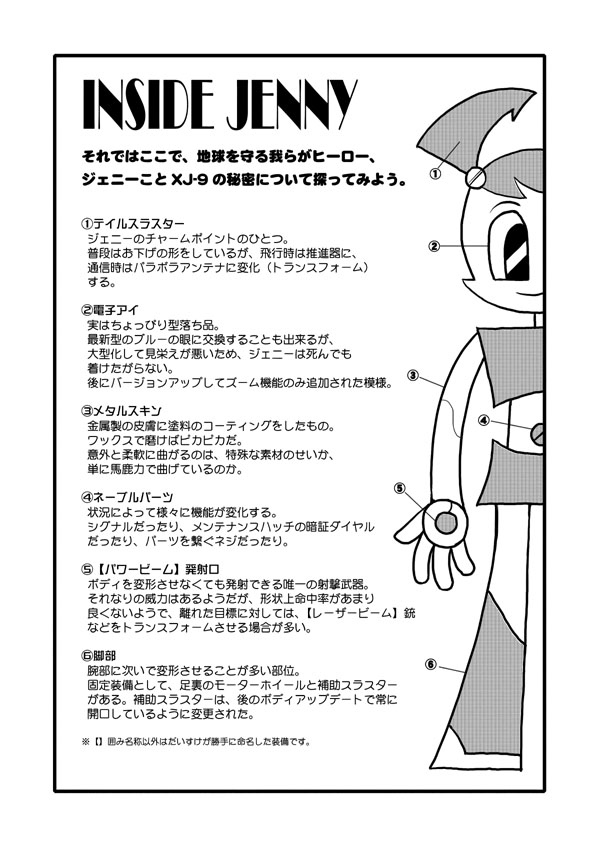 INSIDE JENNY
それではここで、地球を守る我らがヒーロー、
ジェニーことXJ-9の秘密について探ってみよう。
①テイルスラスター
ジェニーのチャームポイントのひとつ。
普段はお下げの形をしているが、飛行時は推進器に、
通信時はパラボラアンテナに変化（トランスフォーム）
する。
②電子アイ
実はちょっぴり型落ち品。
最新型のブルーの眼に交換することも出来るが、
大型化して見栄えが悪いため、ジェニーは死んでも
着けたがらない。
後にバージョンアップしてズーム機能のみ追加された模様。
③メタルスキン
金属製の皮膚に塗料のコーティングをしたもの。
ワックスで磨けばピカピカだ。
意外と柔軟に曲がるのは、特殊な素材のせいか、
単に馬鹿力で曲げているのか。
④ネーブルパーツ
状況によって様々に機能が変化する。
シグナルだったり、メンテナンスハッチの暗証ダイヤル
だったり、パーツを繋ぐネジだったり。
⑤【パワービーム】発射口
ボディを変形させなくても発射できる唯一の射撃武器。
それなりの威力はあるようだが、形状上命中率があまり
良くないようで、離れた目標に対しては、【レーザービーム】銃
などをトランスフォームさせる場合が多い。
⑥脚部
腕部に次いで変形させることが多い部位。
固定装備として、足裏のモーターホイールと補助スラスター
がある。補助スラスターは、後のボディアップデートで常に
開口しているように変更された。
※【】囲み名称以外はだいすけが勝手に命名した装備です。
①
②
③
④
⑤
⑥